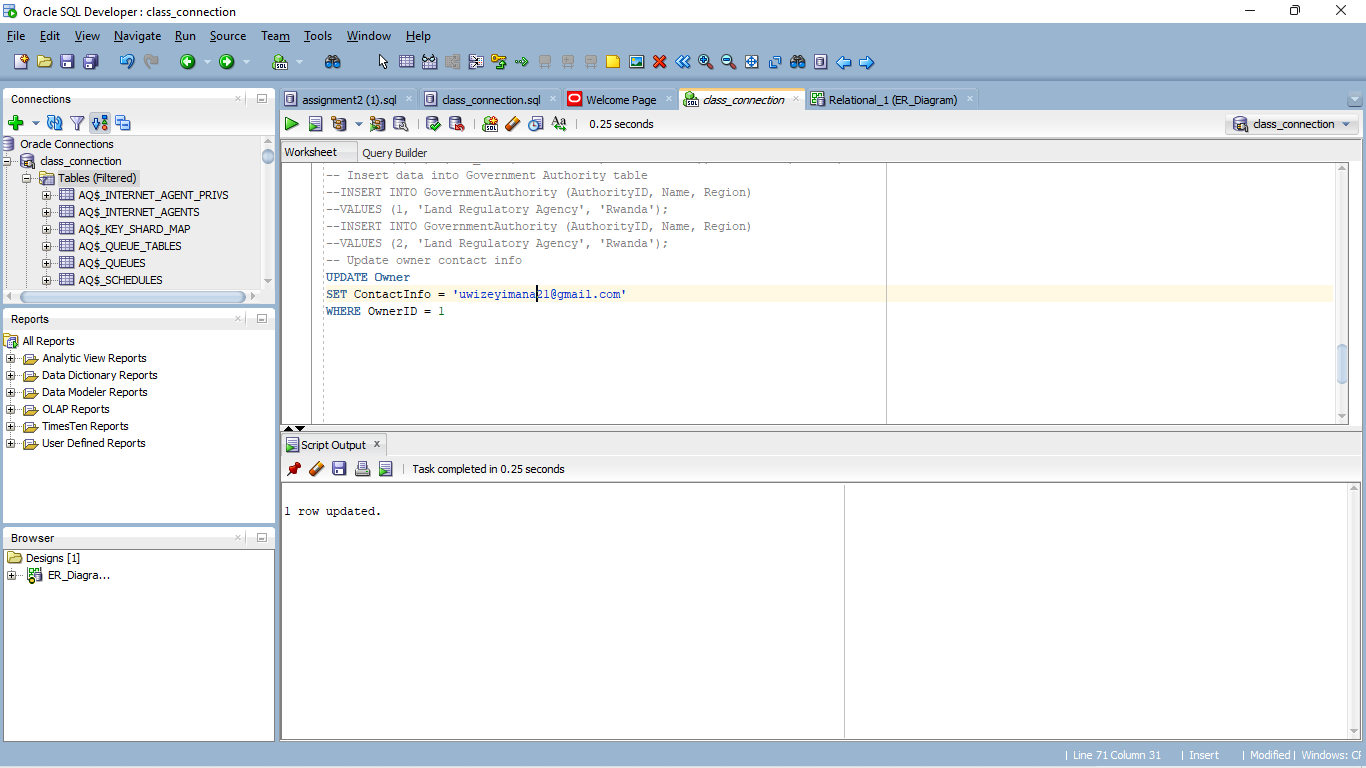 Oracle SQL Developer : class_connection
File Edit View Navigate Run Source Team Tools Window Help
Connections
Oracle Connections
class_connection
Tables (Filtered)
AQ$_INTERNET_AGENT_PRIVS
AQ$_INTERNET_AGENTS
AQ$_KEY_SHARD_MAP
AQ$_QUEUE_TABLES
AQ$_QUEUES
AQ$_SCHEDULES
Reports
All Reports
Analytic View Reports
Data Dictionary Reports
Data Modeler Reports
OLAP Reports
TimesTen Reports
User Defined Reports
Browser
Designs [1]
ER_Diagra...
assignment2 (1).sql class_connection.sql Welcome Page class_connection Relational_1 (ER_Diagram)
0.25 seconds class_connection
Worksheet Query Builder
-- Insert data into Government Authority table
--INSERT INTO GovernmentAuthority (AuthorityID, Name, Region)
--VALUES (1, 'Land Regulatory Agency', 'Rwanda');
--INSERT INTO GovernmentAuthority (AuthorityID, Name, Region)
--VALUES (2, 'Land Regulatory Agency', 'Rwanda');
-- Update owner contact info
UPDATE Owner
SET ContactInfo = 'uwizeyimana21@gmail.com'
WHERE OwnerID = 1
Script Output
Task completed in 0.25 seconds
1 row updated.
Line 71 Column 31 Insert Modified Windows: